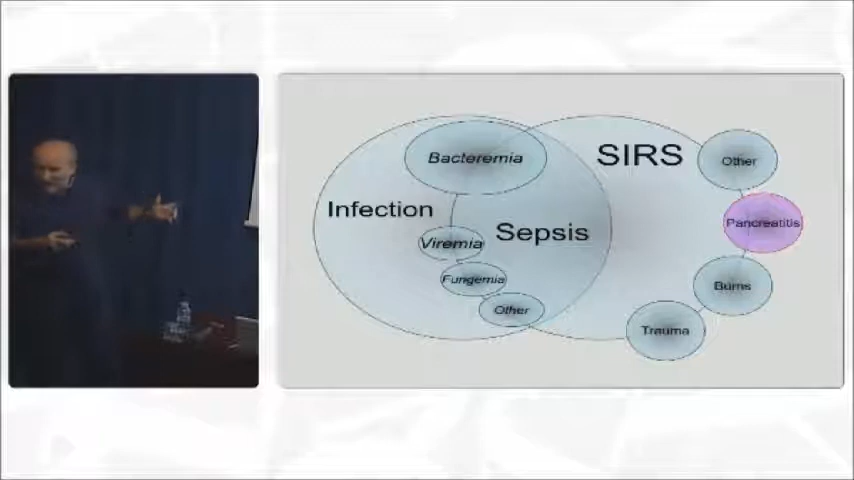 Bacteremia
SIRS
Other
Infection
Pancreatitis
Sepsis
Viremia
Fungemia
Burns
Other
Trauma